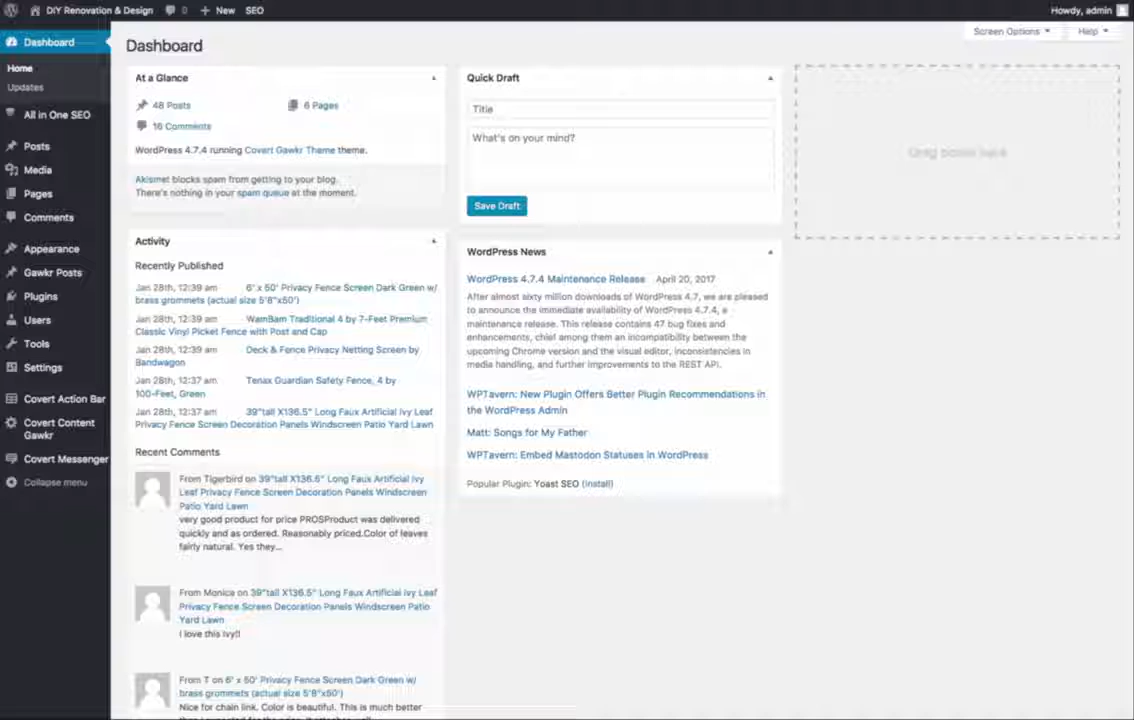 DIY Renovation & Design 0 + New SEO
Howdy, admin
Dashboard
Home
Updates
All in One SEO
Posts
Media
Pages
Comments
Appearance
Gawkr Posts
Plugins
Users
Tools
Settings
Covert Action Bar
Covert Content
Gawkr
Covert Messenger
Collapse menu
Screen Options
Help
Dashboard
At a Glance
48 Posts
6 Pages
16 Comments
WordPress 4.7.4 running Covert Gawkr Theme theme.
Akismet blocks spam from getting to your blog.
There's nothing in your spam queue at the moment.
Activity
Recently Published
Jan 28th, 12:39 am 6' x 50' Privacy Fence Screen Dark Green w/
brass grommets (actual size 5'8"x50')
Jan 28th, 12:39 am WamBam Traditional 4 by 7-Feet Premium
Classic Vinyl Picket Fence with Post and Cap
Jan 28th, 12:39 am Deck & Fence Privacy Netting Screen by
Bandwagon
Jan 28th, 12:37 am Tenax Guardian Safety Fence, 4 by
100-Feet, Green
Jan 28th, 12:37 am 39"tall X136.5" Long Faux Artificial Ivy Leaf
Privacy Fence Screen Decoration Panels Windscreen Patio Yard Lawn
Recent Comments
From Tigerbird on 39"tall X136.5" Long Faux Artificial Ivy
Leaf Privacy Fence Screen Decoration Panels Windscreen
Patio Yard Lawn
very good product for price PROSProduct was delivered
quickly and as ordered. Reasonably priced.Color of leaves
fairly natural. Yes they...
From Monica on 39"tall X136.5" Long Faux Artificial Ivy Leaf
Privacy Fence Screen Decoration Panels Windscreen Patio
Yard Lawn
I love this Ivy!!
From T on 6' x 50' Privacy Fence Screen Dark Green w/
brass grommets (actual size 5'8"x50')
Nice for chain link. Color is beautiful. This is much better
Quick Draft
Title
What's on your mind?
Save Draft
WordPress News
WordPress 4.7.4 Maintenance Release April 20, 2017
After almost sixty million downloads of WordPress 4.7, we are pleased
to announce the immediate availability of WordPress 4.7.4, a
maintenance release. This release contains 47 bug fixes and
enhancements, chief among them an incompatibility between the
upcoming Chrome version and the visual editor, inconsistencies in
media handling, and further improvements to the REST API.
WPTavern: New Plugin Offers Better Plugin Recommendations in
the WordPress Admin
Matt: Songs for My Father
WPTavern: Embed Mastodon Statuses in WordPress
Popular Plugin: Yoast SEO (Install)
Drag boxes here